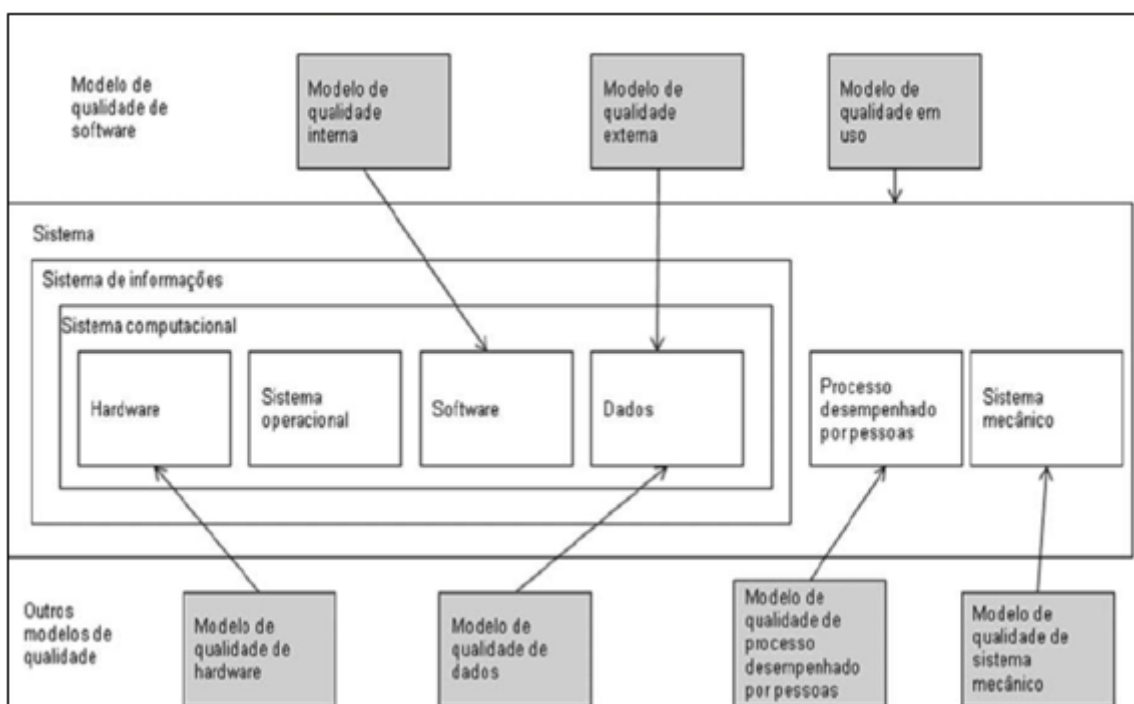 Modelo de
qualidade de
software
Modelo de
qualidade
interna
Modelo de
qualidade
externa
Modelo de
qualidade em
uso
Sistema
Sistema de informações
Sistema computacional
Hardware
Sistema
operacional
Software
Dados
Processo
desempenhado
por pessoas
Sistema
mecânico
Outros
modelos de
qualidade
Modelo de
qualidade de
hardware
Modelo de
qualidade de
dados
Modelo de
qualidade de
processo
desempenhado
por pessoas
Modelo de
qualidade de
sistema
mecânico